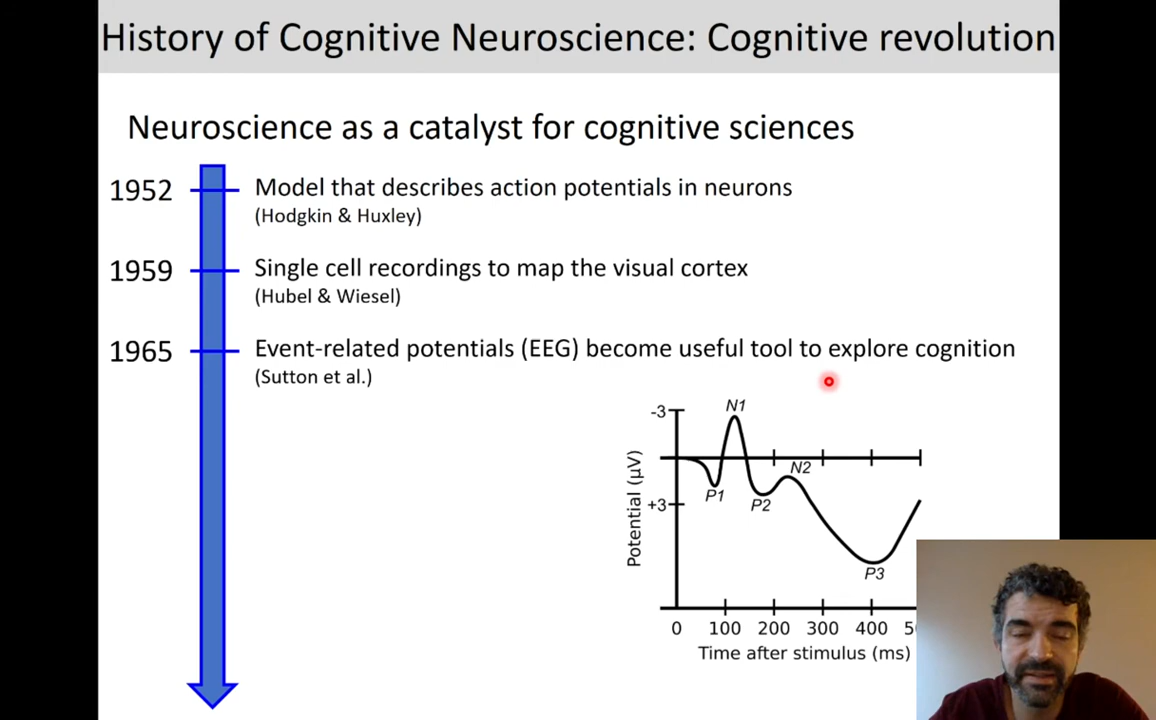 History of Cognitive Neuroscience: Cognitive revolution
Neuroscience as a catalyst for cognitive sciences
1952
Model that describes action potentials in neurons
(Hodgkin & Huxley)
1959
Single cell recordings to map the visual cortex
(Hubel & Wiesel)
1965
Event-related potentials (EEG) become useful tool to explore cognition
(Sutton et al.)
-3
N1
N2
P1
P2
+3
Potential (µV)
P3
0 100 200 300 400 5
Time after stimulus (ms)